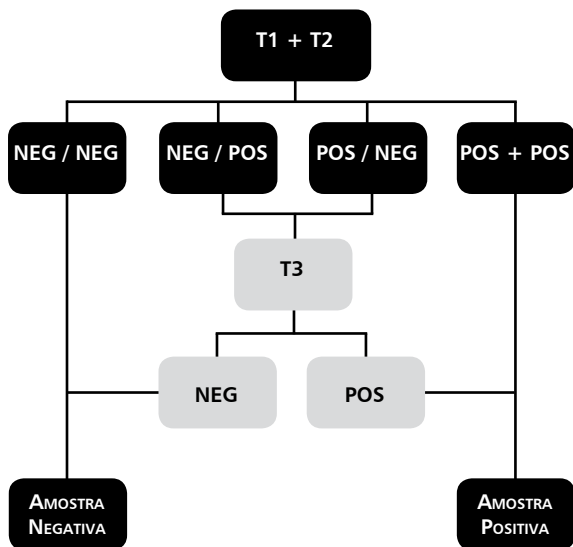 T1 + T2
NEG / NEG
NEG / POS
POS / NEG
POS + POS
T3
NEG
POS
AMOSTRA
NEGATIVA
AMOSTRA
POSITIVA